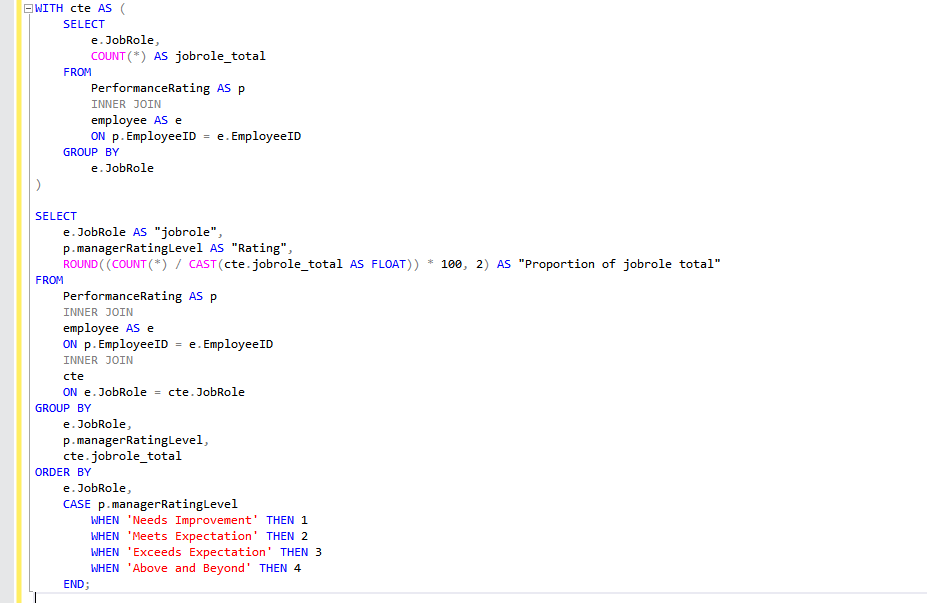 WITH cte AS (
SELECT
e.JobRole,
COUNT(*) AS jobrole_total
FROM
PerformanceRating AS p
INNER JOIN
employee AS e
ON p.EmployeeID = e.EmployeeID
GROUP BY
e.JobRole
)
SELECT
e.JobRole AS "jobrole",
p.managerRatingLevel AS "Rating",
ROUND((COUNT(*) / CAST(cte.jobrole_total AS FLOAT)) * 100, 2) AS "Proportion of jobrole total"
FROM
PerformanceRating AS p
INNER JOIN
employee AS e
ON p.EmployeeID = e.EmployeeID
INNER JOIN
cte
ON e.JobRole = cte.JobRole
GROUP BY
e.JobRole,
p.managerRatingLevel,
cte.jobrole_total
ORDER BY
e.JobRole,
CASE p.managerRatingLevel
WHEN 'Needs Improvement' THEN 1
WHEN 'Meets Expectation' THEN 2
WHEN 'Exceeds Expectation' THEN 3
WHEN 'Above and Beyond' THEN 4
END;